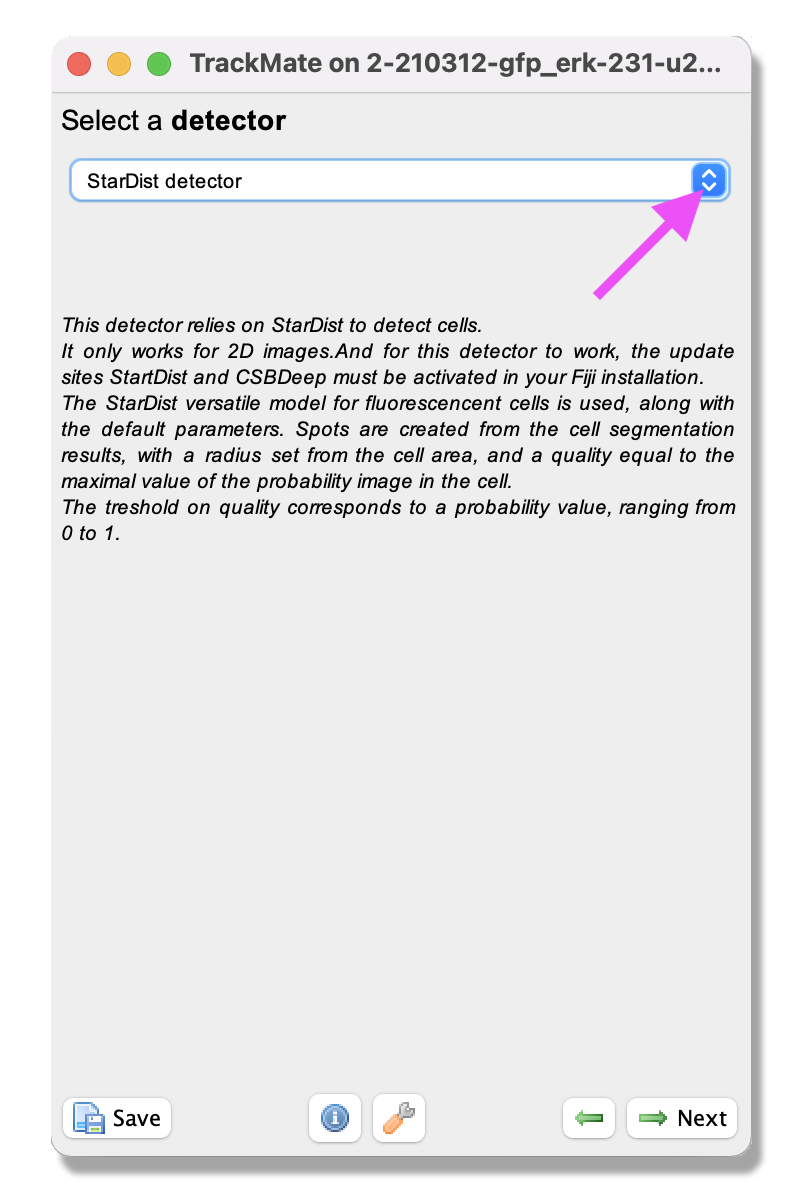 TrackMate on 2-210312-gfp_erk-231-u2...
Select a detector
StarDist detector
This detector relies on StarDist to detect cells.
It only works for 2D images.And for this detector to work, the update
sites StartDist and CSBDeep must be activated in your Fiji installation.
The StarDist versatile model for fluorescencent cells is used, along with
the default parameters. Spots are created from the cell segmentation
results, with a radius set from the cell area, and a quality equal to the
maximal value of the probability image in the cell.
The treshold on quality corresponds to a probability value, ranging from
0 to 1.
Save
Next